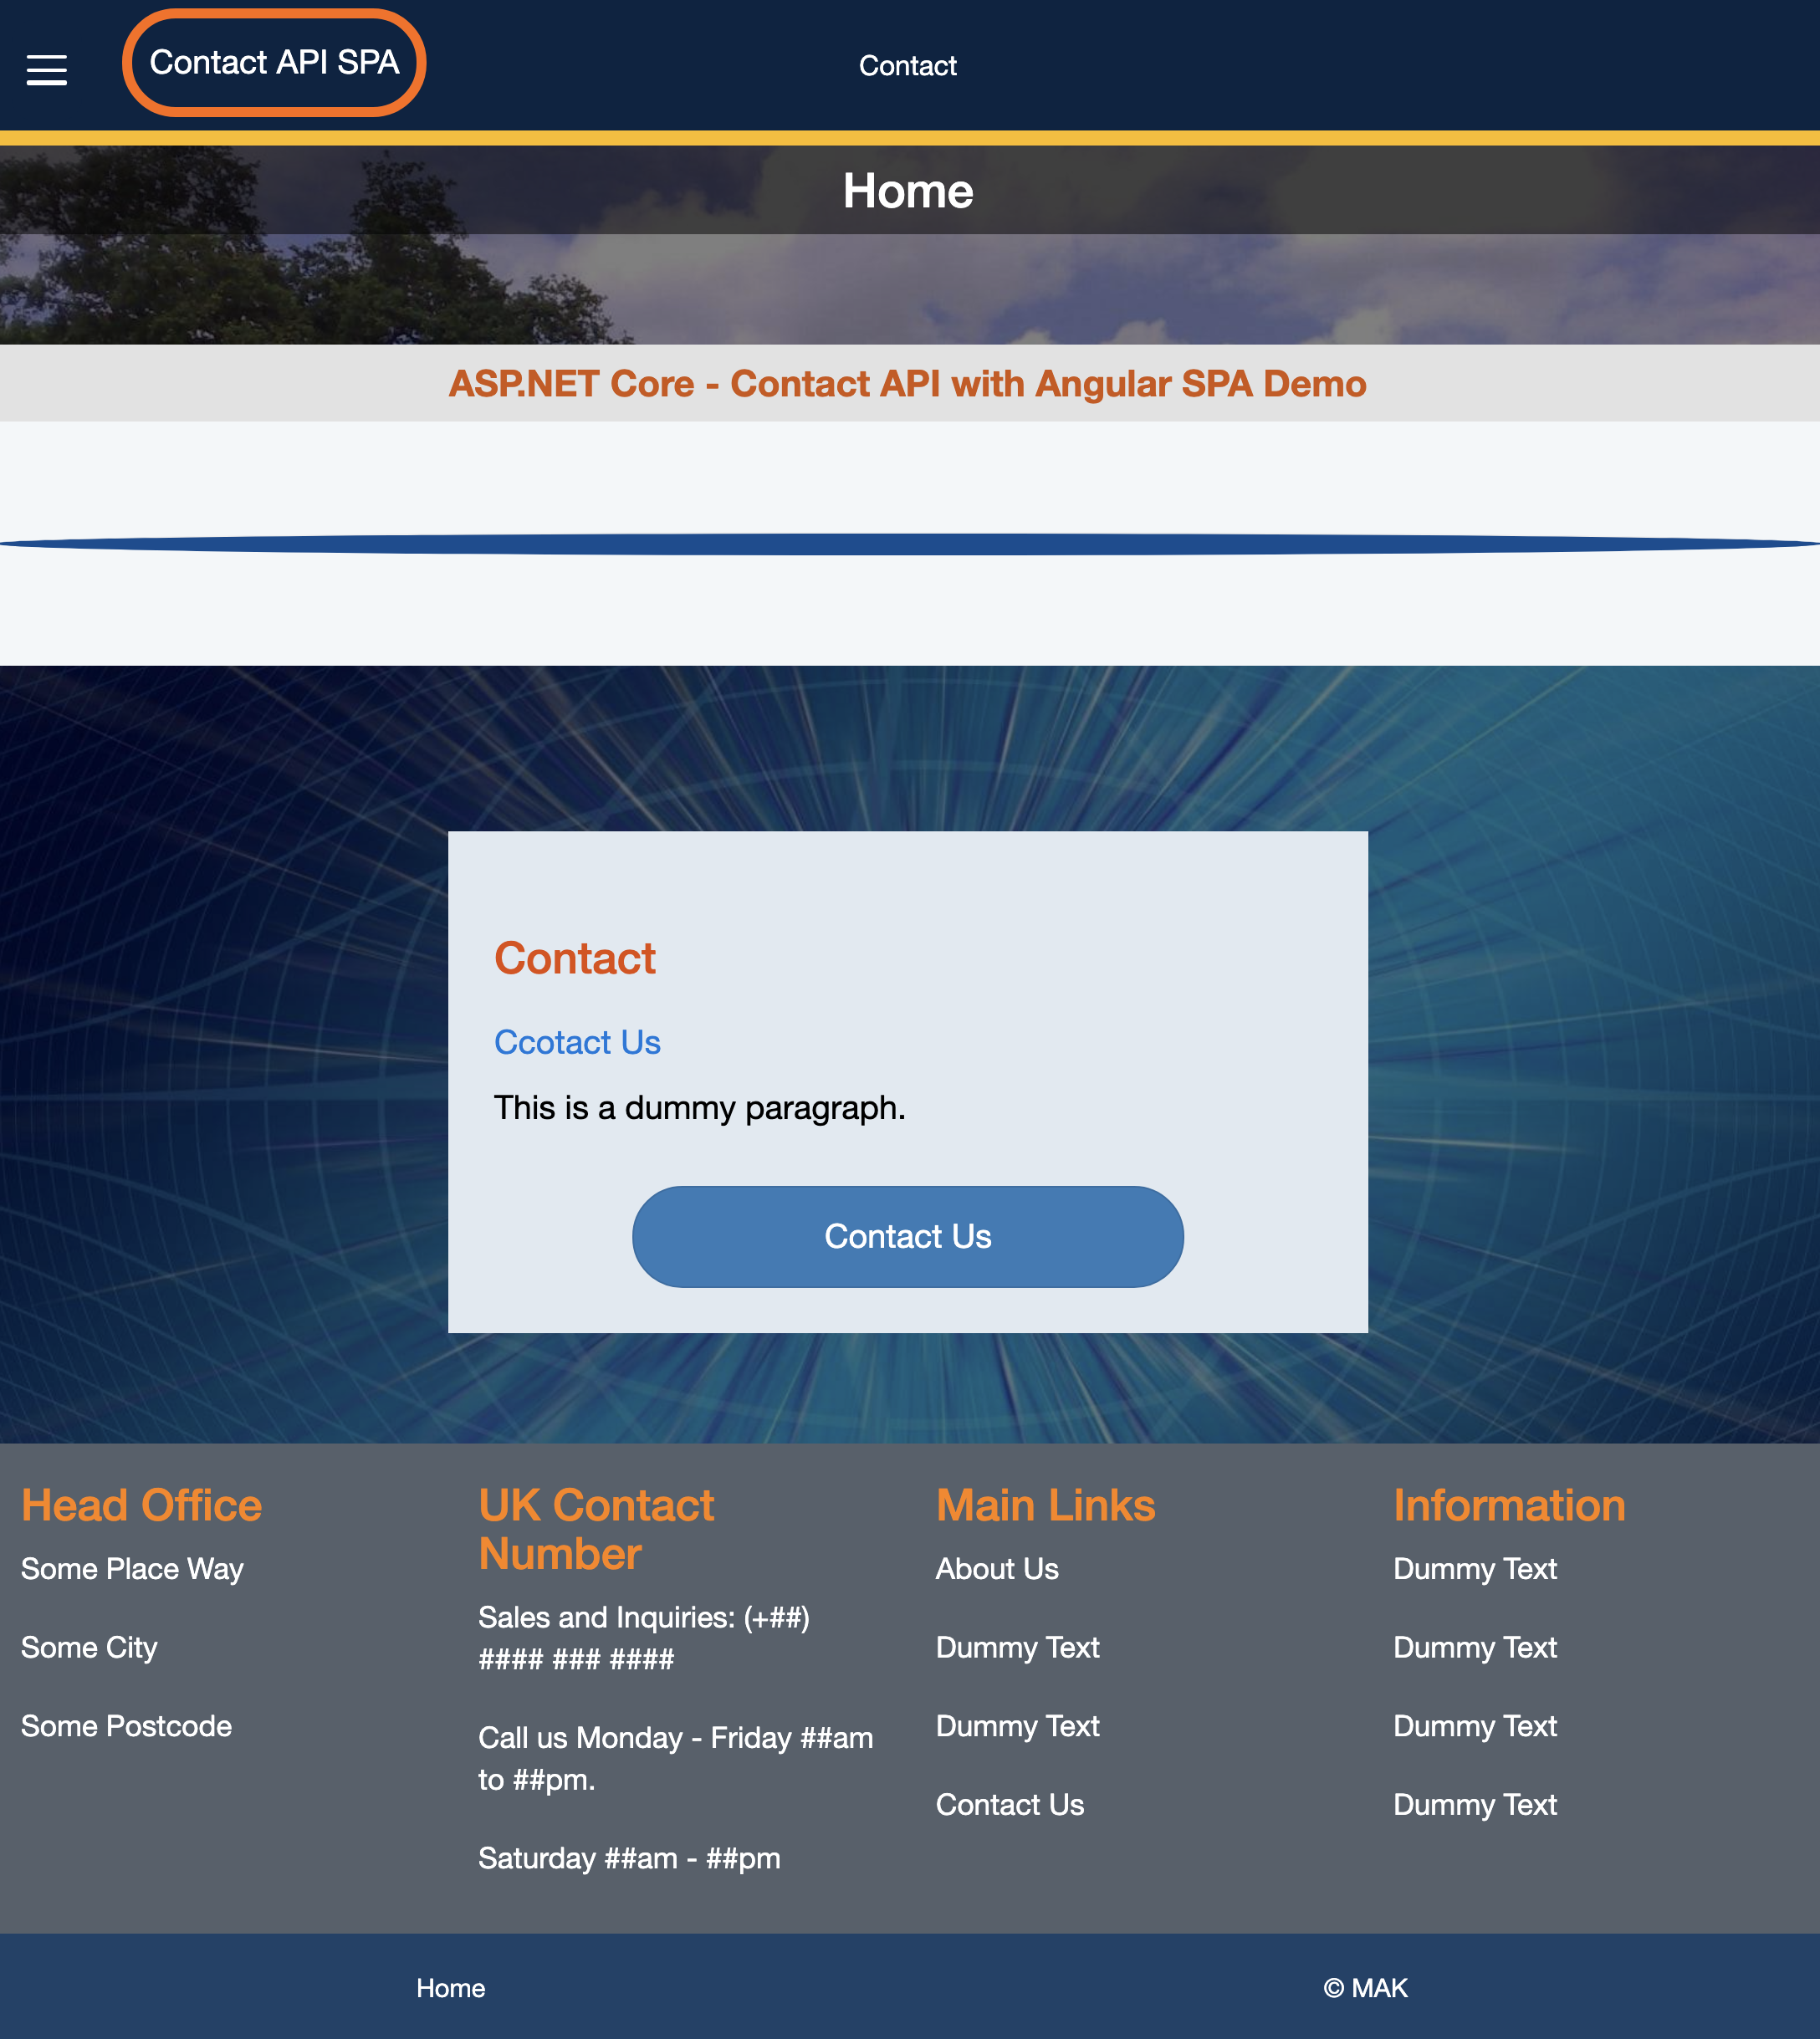 Contact API SPA
Contact
Home
ASP.NET Core - Contact API with Angular SPA Demo
Contact
Ccotact Us
This is a dummy paragraph.
Contact Us
Head Office
Some Place Way
Some City
Some Postcode
UK Contact
Number
Sales and Inquiries: (+##)
#### ### ####
Call us Monday - Friday ##am
to ##pm.
Saturday ##am - ##pm
Main Links
About Us
Dummy Text
Dummy Text
Contact Us
Information
Dummy Text
Dummy Text
Dummy Text
Dummy Text
Home
© MAK